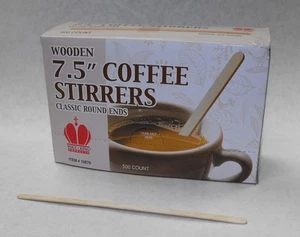 WOODEN
7.5" COFFEE
STIRRERS
CLASSIC ROUND ENDS
500 COUNT